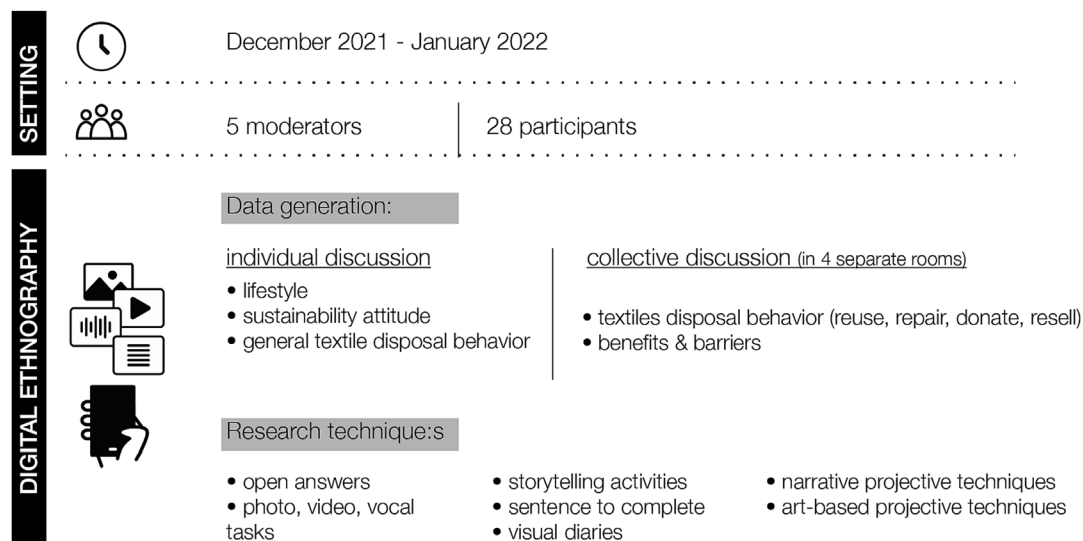 SETTING
December 2021 - January 2022
5 moderators
28 participants
DIGITAL ETHNOGRAPHY
Data generation:
individual discussion
• lifestyle
• sustainability attitude
• general textile disposal behavior
collective discussion (in 4 separate rooms)
• textiles disposal behavior (reuse, repair, donate, resell)
• benefits & barriers
Research technique:s
• open answers
• photo, video, vocal
tasks
• storytelling activities
• sentence to complete
• visual diaries
• narrative projective techniques
• art-based projective techniques